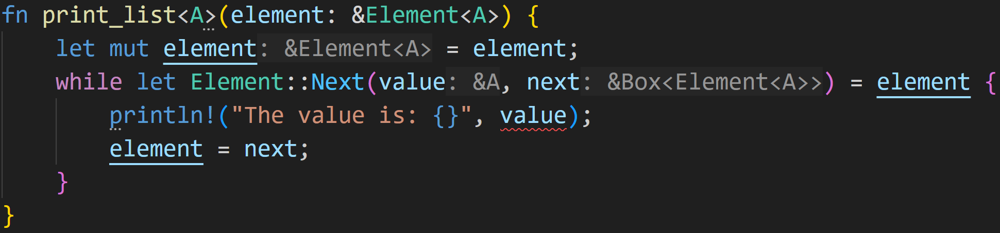 fn print_list<A>(element: &Element<A>) {
let mut element: &Element<A> = element;
while let Element::Next(value: &A, next: &Box<Element<A>>) = element {
println!("The value is: {}", value);
element = next;
}
}